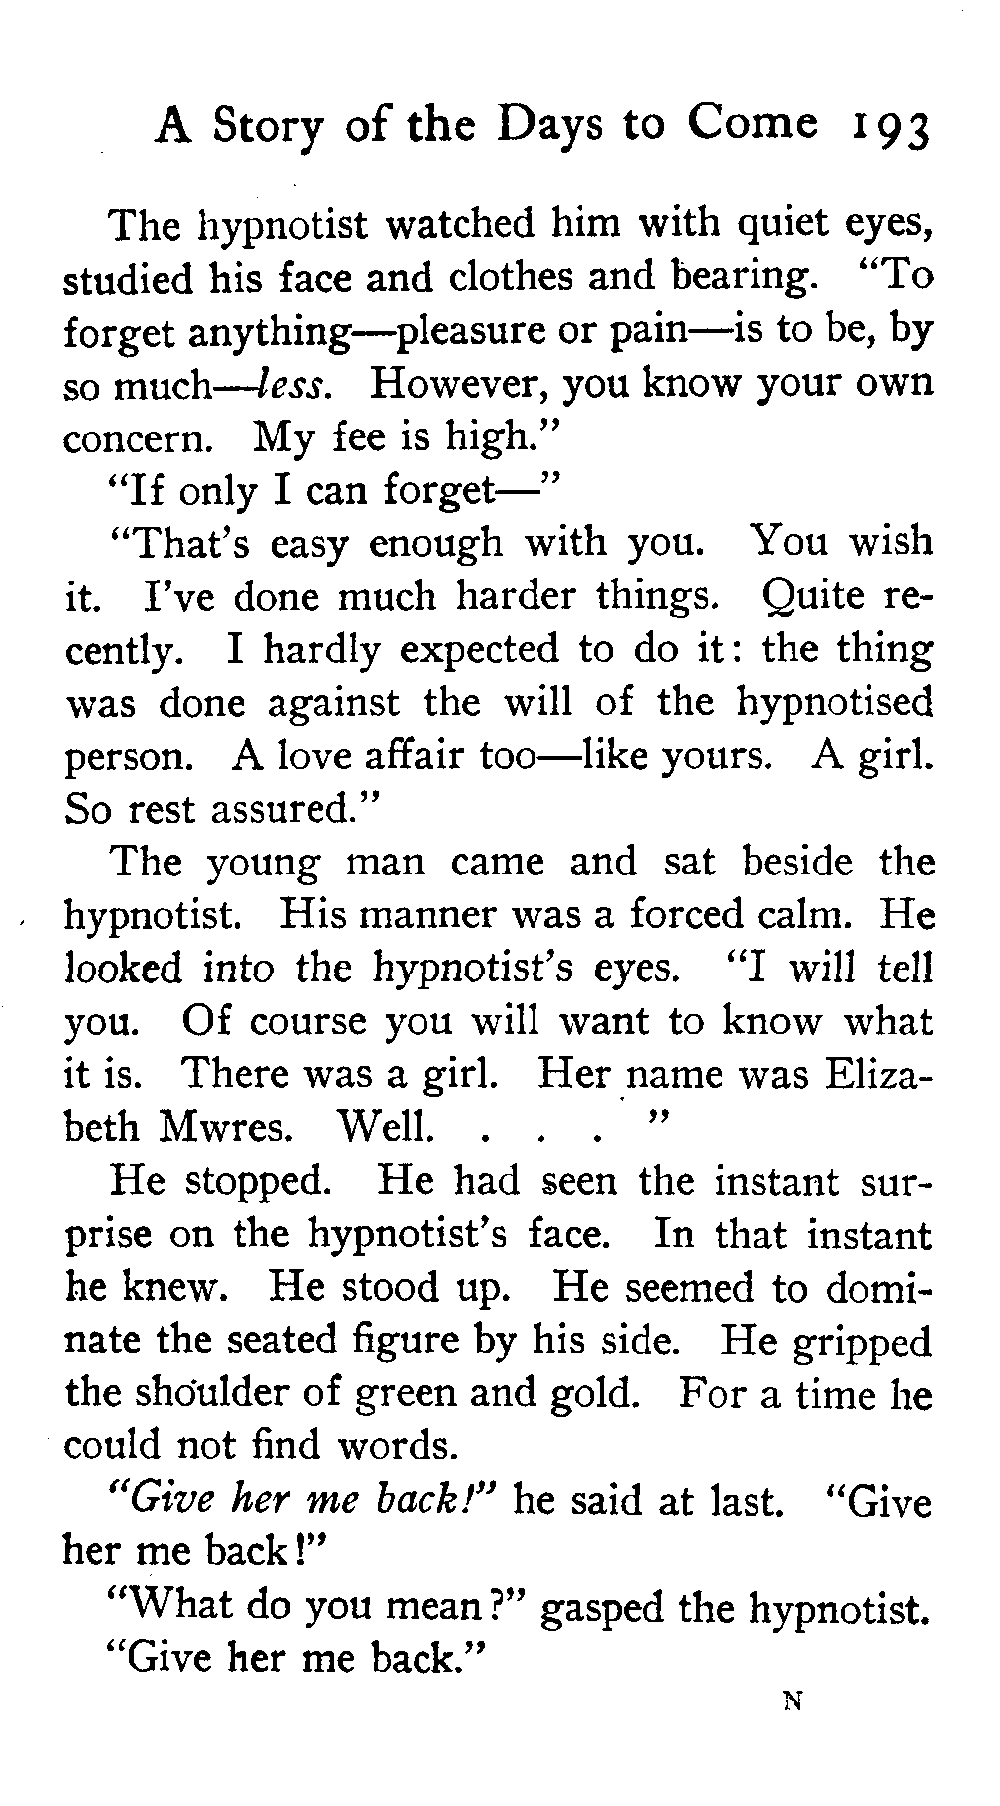 A Story of the Days to Come 193
The hypnotist watched him with quiet eyes,
studied his face and clothes and bearing. “To
forget anything—pleasure or pain—is to be, by
so much—less. However, you know your own
concern. My fee is high.”
“If only I can forget—”
“That’s easy enough with you. You wish
it. I’ve done much harder things. Quite re-
cently. I hardly expected to do it: the thing
was done against the will of the hypnotised
person. A love affair too—like yours. A girl.
So rest assured.”
The young man came and sat beside the
hypnotist. His manner was a forced calm. He
looked into the hypnotist’s eyes. “I will tell
you. Of course you will want to know what
it is. There was a girl. Her name was Eliza-
beth Mwres. Well. . . . ”
He stopped. He had seen the instant sur-
prise on the hypnotist’s face. In that instant
he knew. He stood up. He seemed to domi-
nate the seated figure by his side. He gripped
the shoulder of green and gold. For a time he
could not find words.
“Give her me back!” he said at last. “Give
her me back!”
“What do you mean?” gasped the hypnotist.
“Give her me back.”
N